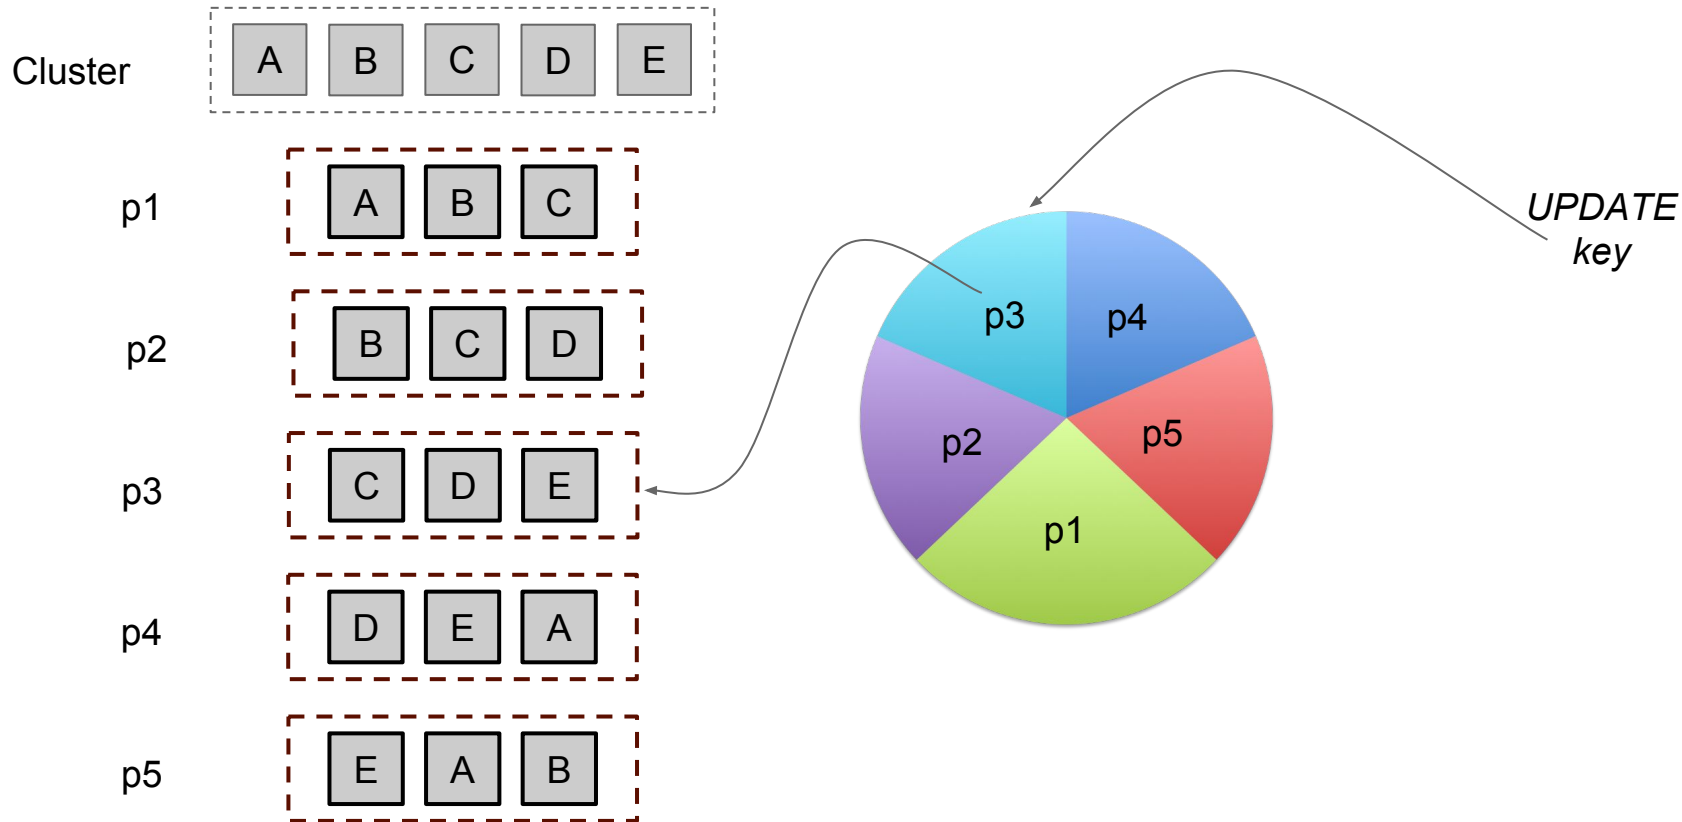 Cluster A B C D E
p1 A B C
p2 B C D
p3 C D E
p4 D E A
p5 E A B
p3 p4
p2 p5
p1
UPDATE
key